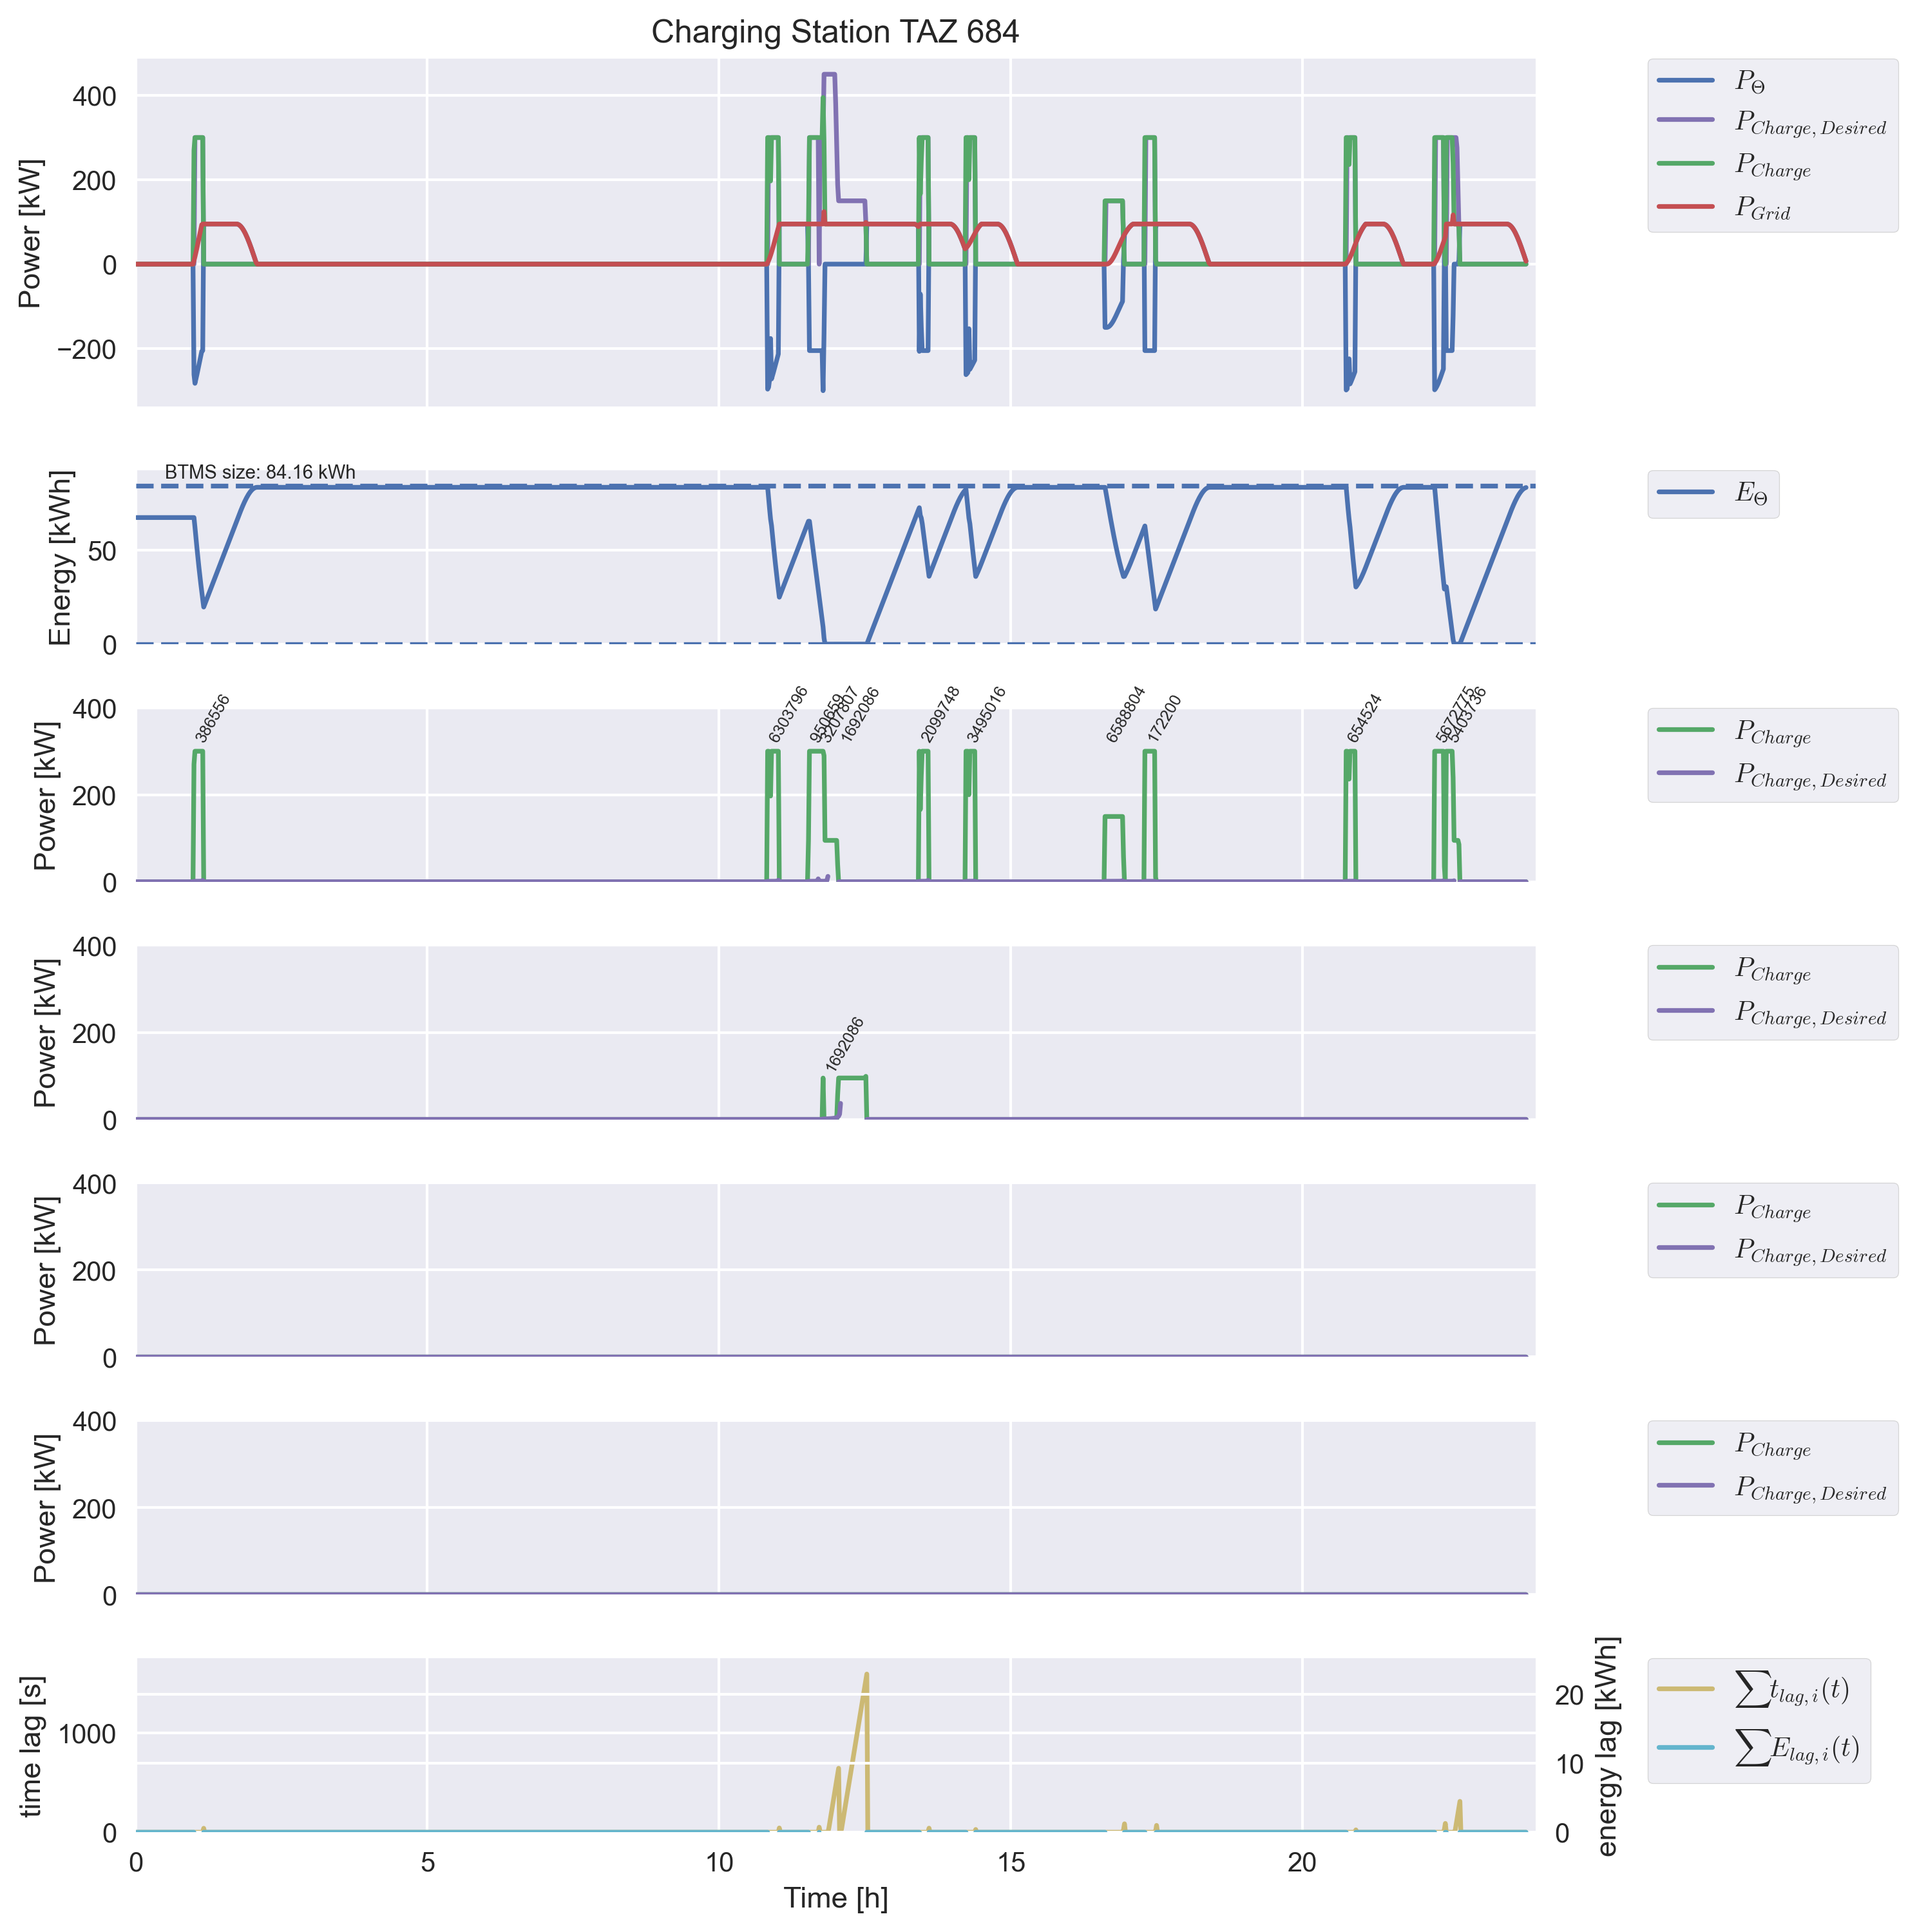 Charging Station TAZ 684
Power [kW]
400
200
0
−200
P_Θ
P_Charge, Desired
P_Charge
P_Grid
Energy [kWh]
50
0
BTMS size: 84.16 kWh
E_Θ
Power [kW]
400
200
0
386556
6303796
950659
3207807
1692086
2099748
3495016
6588804
172200
654524
5672775
5403736
P_Charge
P_Charge, Desired
Power [kW]
400
200
0
1692086
P_Charge
P_Charge, Desired
Power [kW]
400
200
0
P_Charge
P_Charge, Desired
Power [kW]
400
200
0
P_Charge
P_Charge, Desired
time lag [s]
1000
0
energy lag [kWh]
20
10
0
∑t_lag, i(t)
∑E_lag, i(t)
0
5
10
15
20
Time [h]